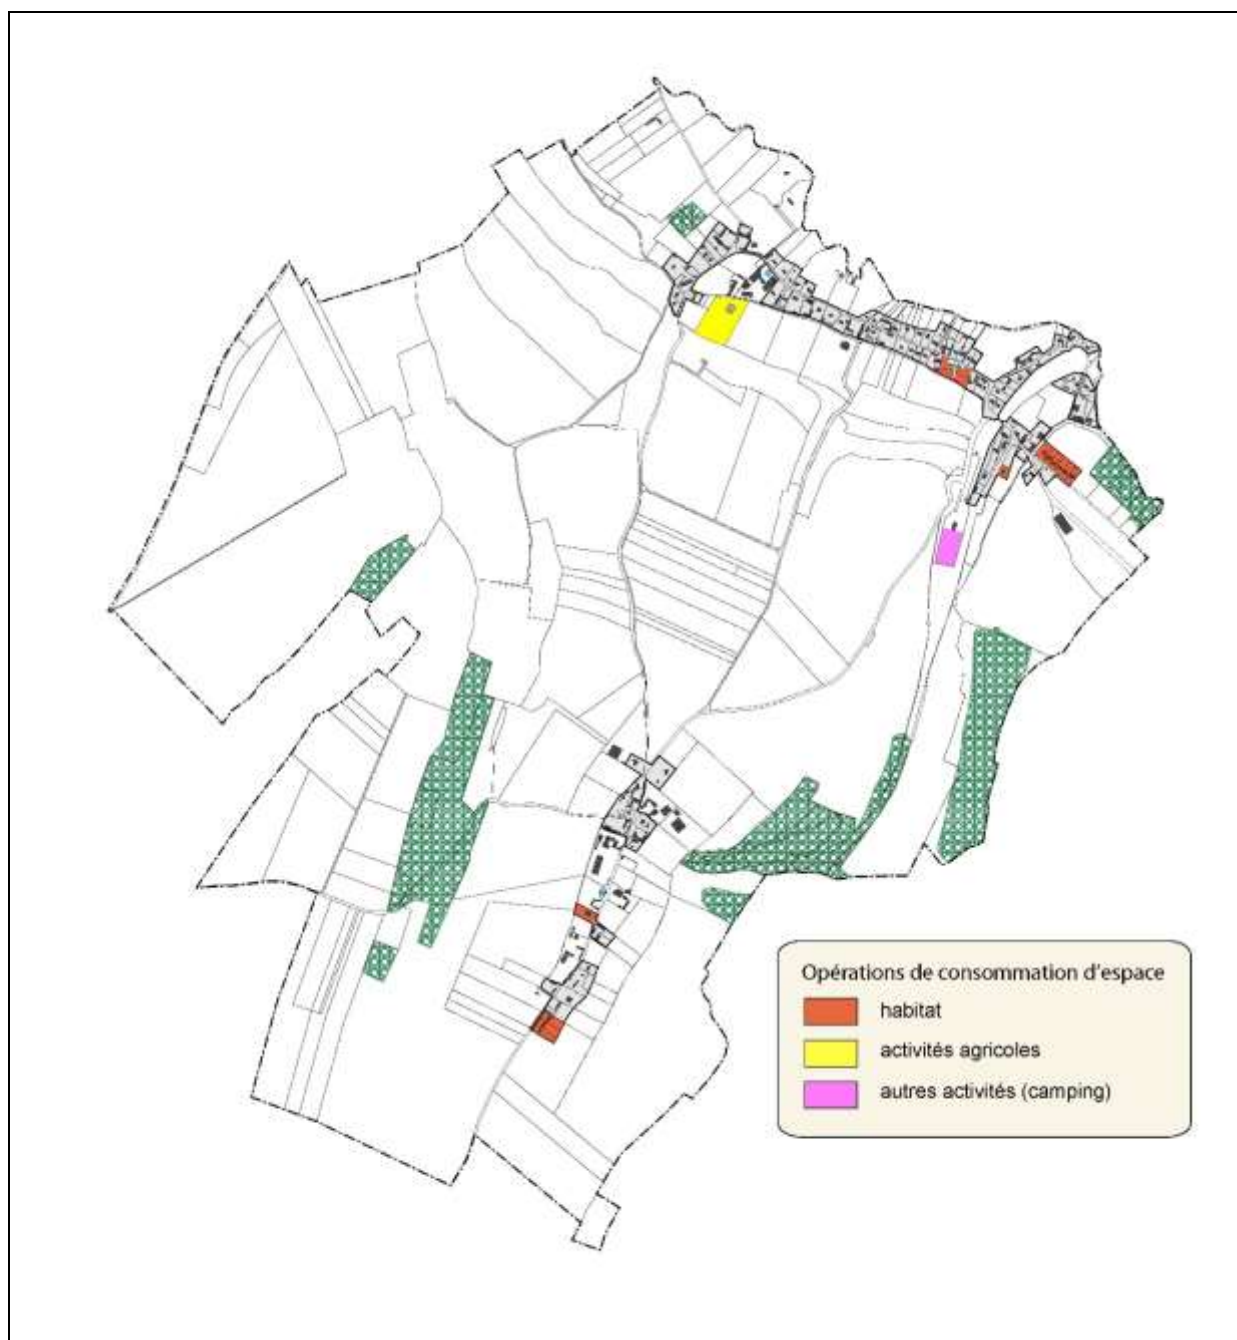 Opérations de consommation d'espace
habitat
activités agricoles
autres activités (camping)